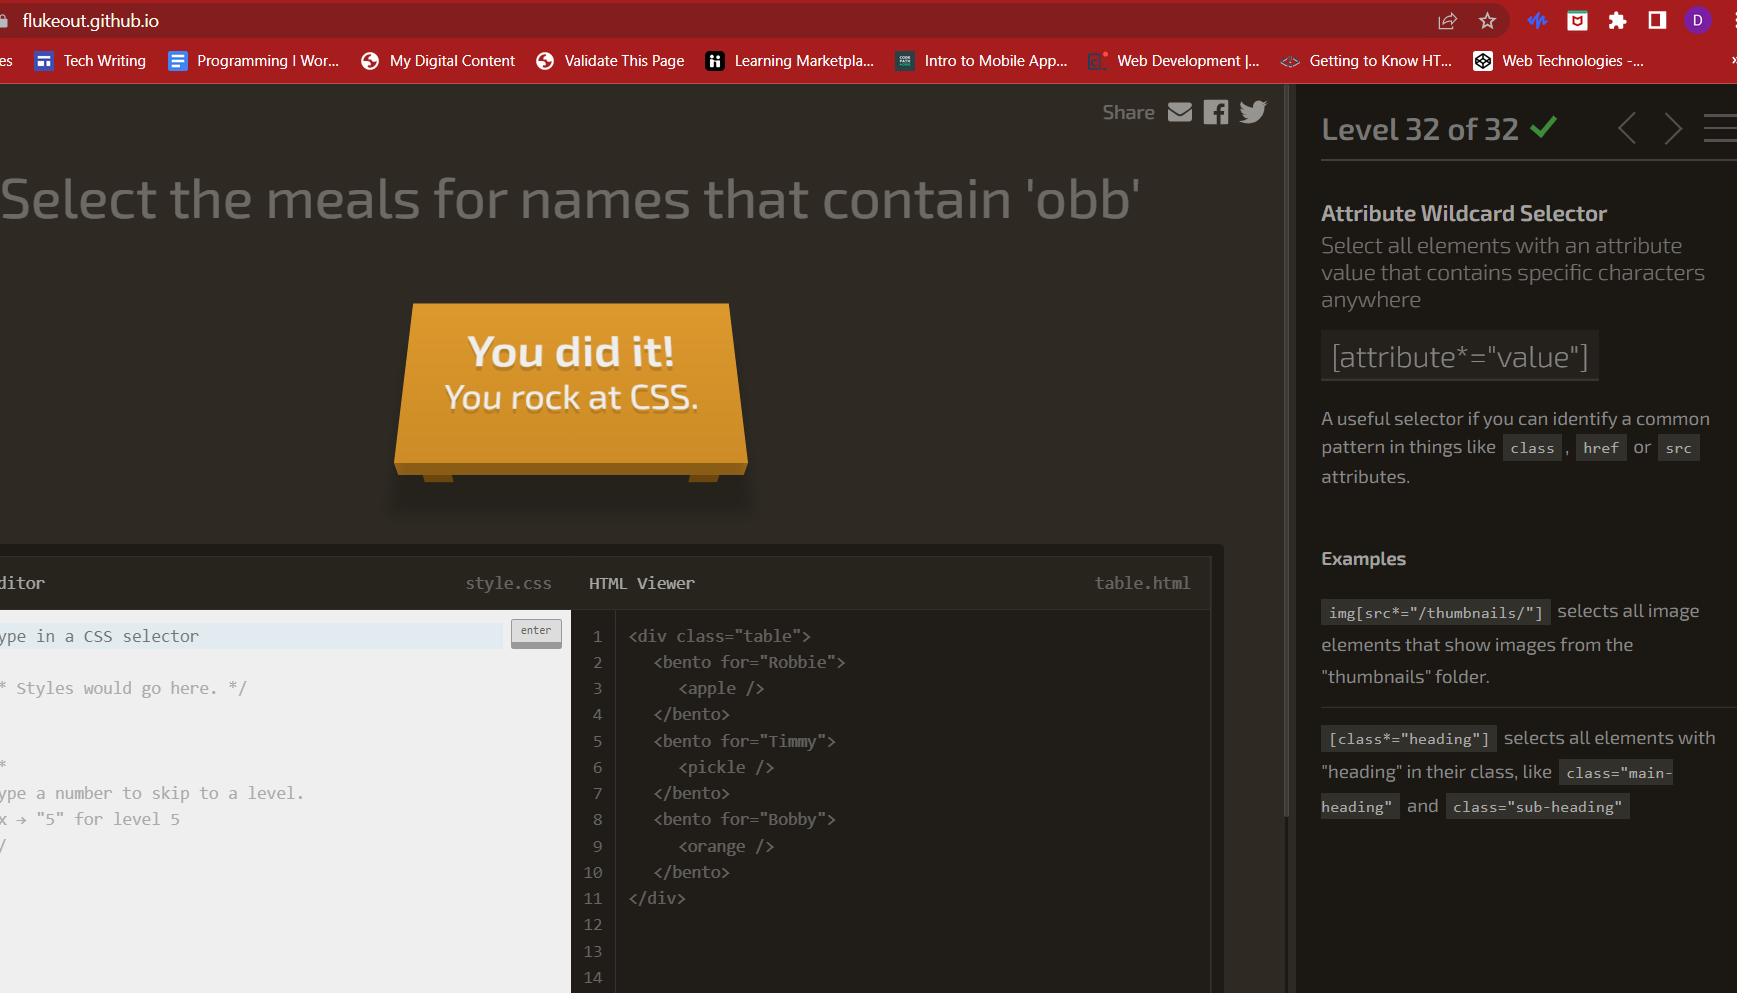 flukeout.github.io
D
es
Tech Writing
Programming I Wor...
My Digital Content
Validate This Page
Learning Marketpla...
Intro to Mobile App...
Web Development |...
Getting to Know HT...
Web Technologies -...
»
Share
Select the meals for names that contain 'obb'
You did it!
You rock at CSS.
ditor
style.css
ype in a CSS selector
enter
* Styles would go here. */
*
ype a number to skip to a level.
x → "5" for level 5
/
HTML Viewer
table.html
1 <div class="table">
2 <bento for="Robbie">
3 <apple />
4 </bento>
5 <bento for="Timmy">
6 <pickle />
7 </bento>
8 <bento for="Bobby">
9 <orange />
10 </bento>
11 </div>
12
13
14
Level 32 of 32
Attribute Wildcard Selector
Select all elements with an attribute
value that contains specific characters
anywhere
[attribute*="value"]
A useful selector if you can identify a common
pattern in things like class , href or src
attributes.
Examples
img[src*="/thumbnails/"] selects all image
elements that show images from the
"thumbnails" folder.
[class*="heading"] selects all elements with
"heading" in their class, like class="main-
heading" and class="sub-heading"